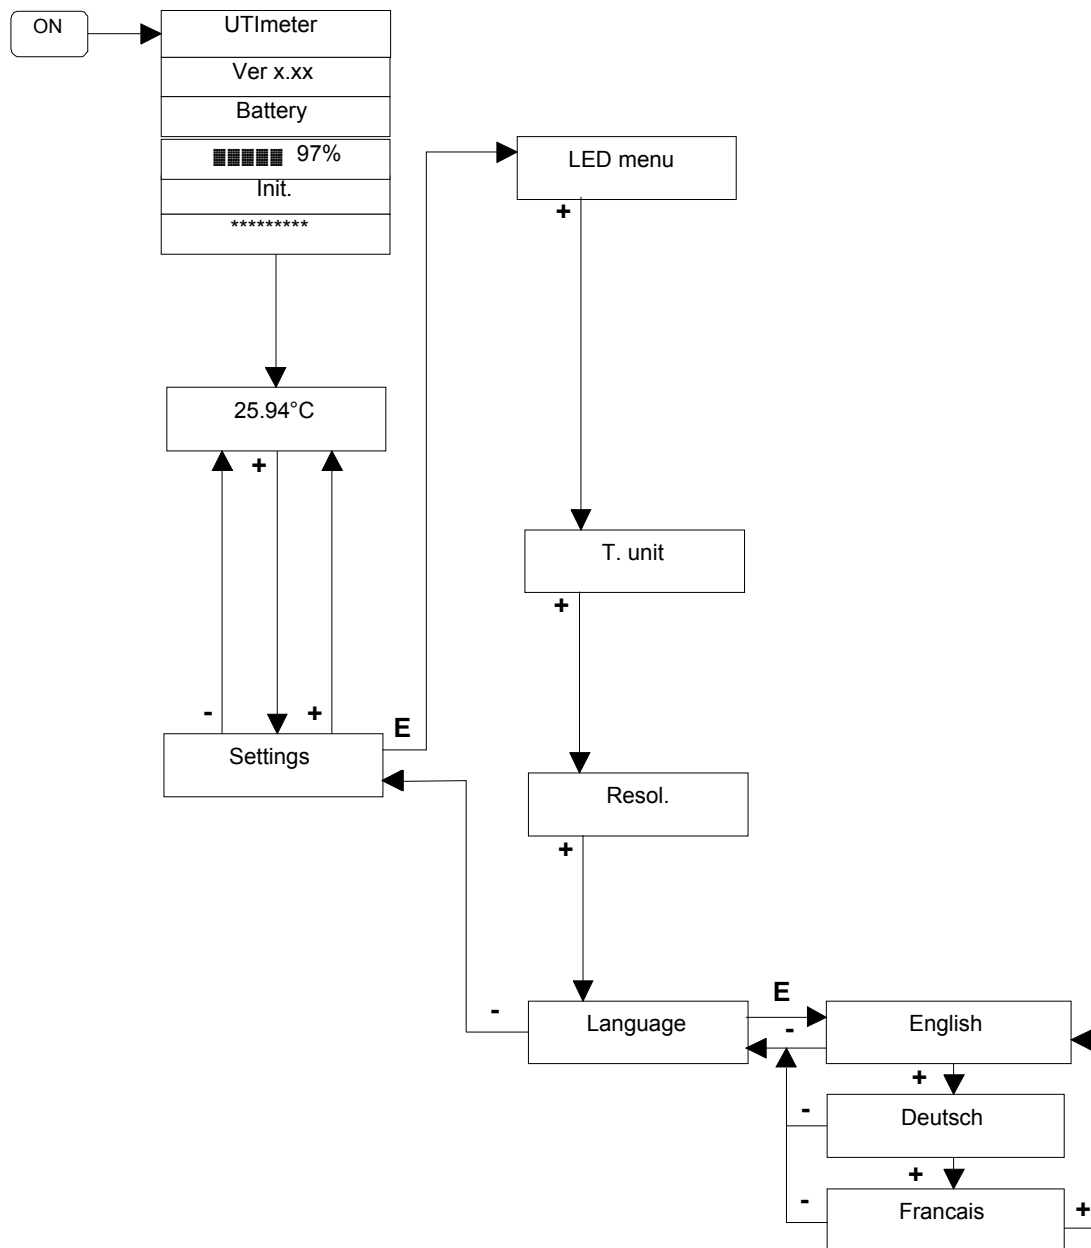 ON
UTImeter
Ver x.xx
Battery
97%
Init.
*********
25.94°C
+
-
+
Settings
E
LED menu
+
T. unit
+
Resol.
+
Language
-
E
-
English
+
-
Deutsch
+
-
Francais
+